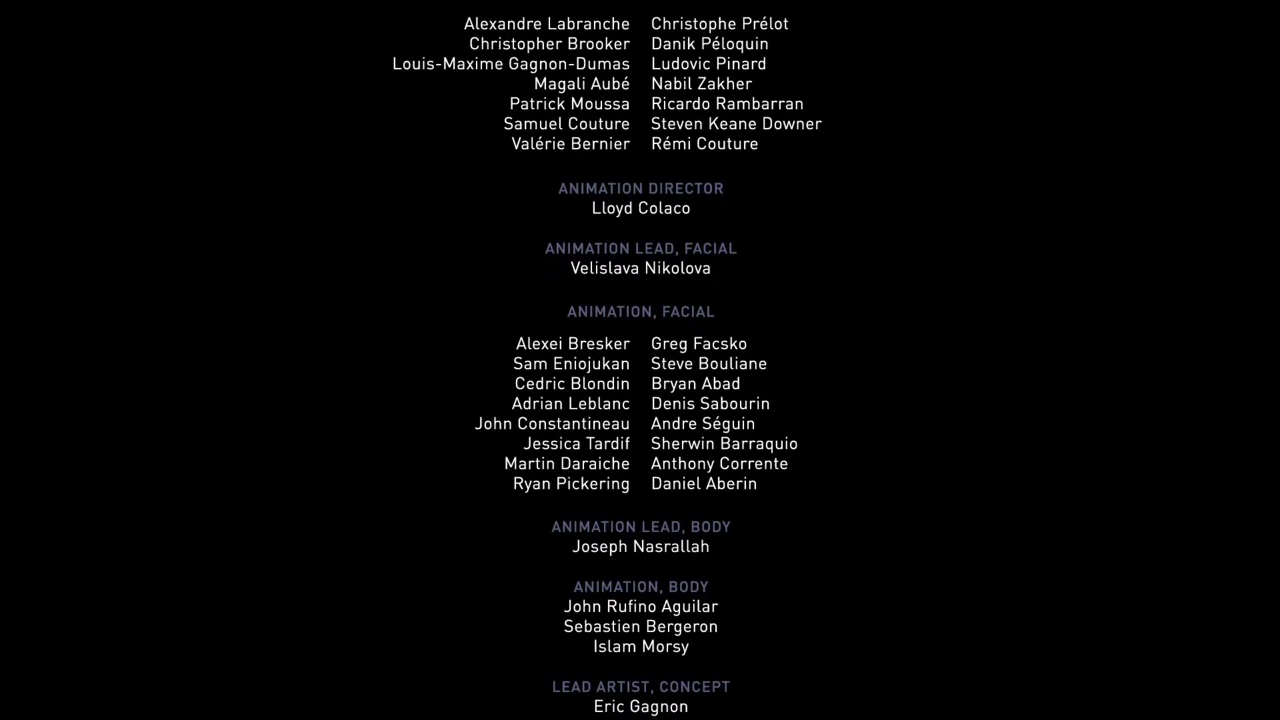 Alexandre Labranche Christophe Prélot
Christopher Brooker Danik Péloquin
Louis-Maxime Gagnon-Dumas Ludovic Pinard
Magali Aubé Nabil Zakher
Patrick Moussa Ricardo Rambarran
Samuel Couture Steven Keane Downer
Valérie Bernier Rémi Couture
ANIMATION DIRECTOR
Lloyd Colaco
ANIMATION LEAD, FACIAL
Velislava Nikolova
ANIMATION, FACIAL
Alexei Bresker Greg Facsko
Sam Eniojukan Steve Bouliane
Cedric Blondin Bryan Abad
Adrian Leblanc Denis Sabourin
John Constantineau Andre Séguin
Jessica Tardif Sherwin Barraquio
Martin Daraiche Anthony Corrente
Ryan Pickering Daniel Aberin
ANIMATION LEAD, BODY
Joseph Nasrallah
ANIMATION, BODY
John Rufino Aguilar
Sebastien Bergeron
Islam Morsy
LEAD ARTIST, CONCEPT
Eric Gagnon